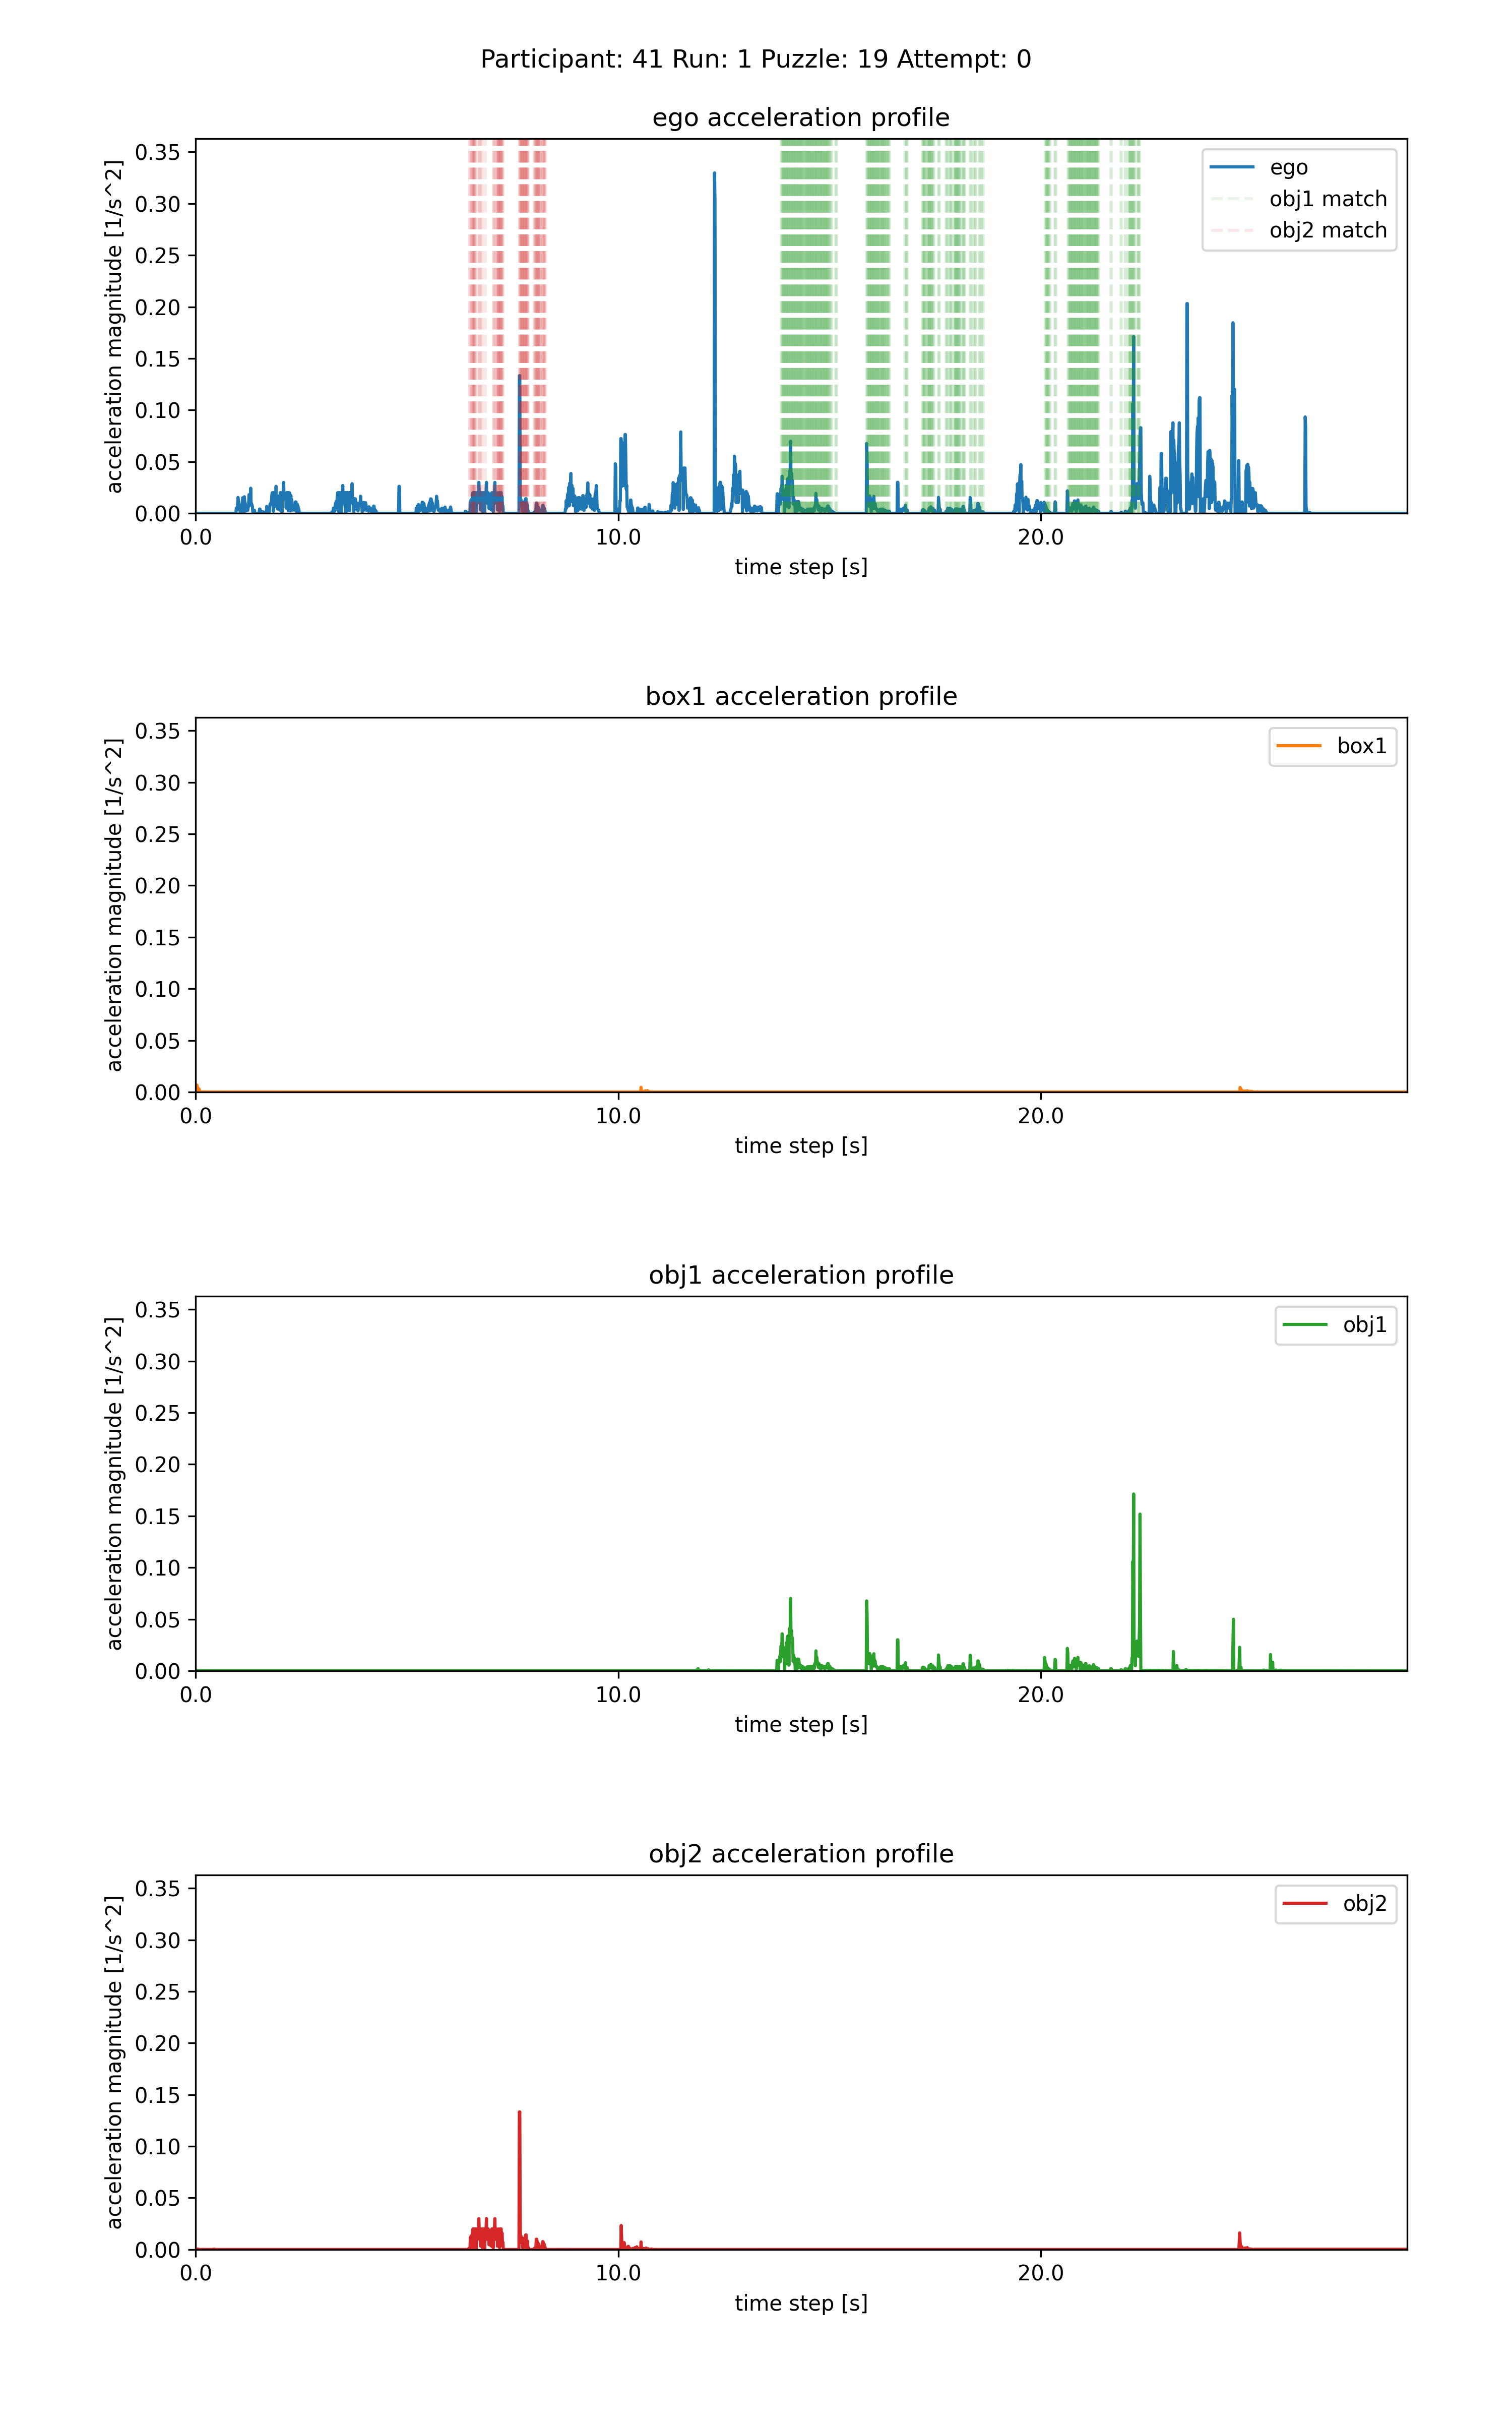 Participant: 41 Run: 1 Puzzle: 19 Attempt: 0
ego acceleration profile
acceleration magnitude [1/s^2]
0.35
0.30
0.25
0.20
0.15
0.10
0.05
0.00
0.0 10.0 20.0
time step [s]
ego
obj1 match
obj2 match
box1 acceleration profile
acceleration magnitude [1/s^2]
0.35
0.30
0.25
0.20
0.15
0.10
0.05
0.00
0.0 10.0 20.0
time step [s]
box1
obj1 acceleration profile
acceleration magnitude [1/s^2]
0.35
0.30
0.25
0.20
0.15
0.10
0.05
0.00
0.0 10.0 20.0
time step [s]
obj1
obj2 acceleration profile
acceleration magnitude [1/s^2]
0.35
0.30
0.25
0.20
0.15
0.10
0.05
0.00
0.0 10.0 20.0
time step [s]
obj2